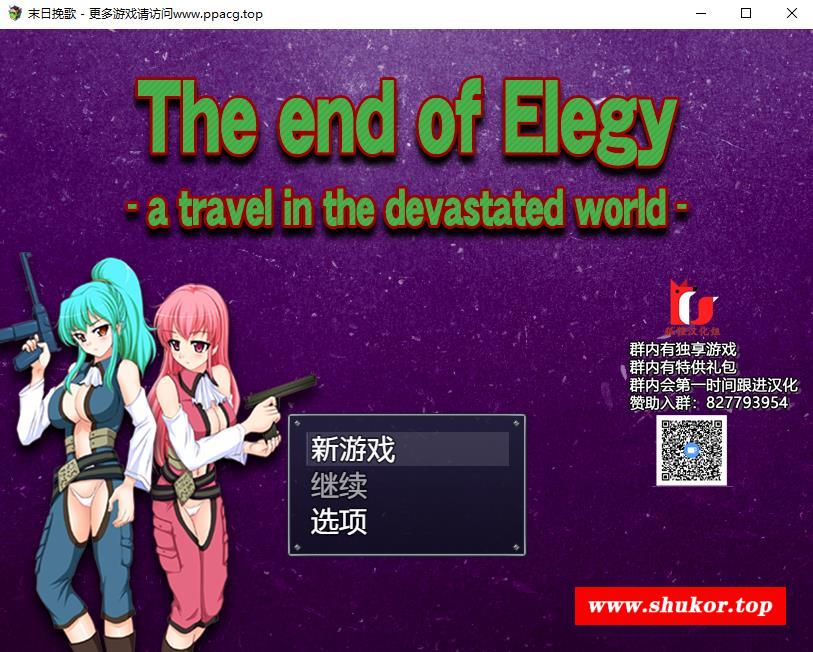 末日挽歌 - 更多游戏请访问www.ppacg.top
The end of Elegy
- a travel in the devastated world -
群内有独享游戏
群内有特供礼包
群内会第一时间跟进汉化
赞助入群：827793954
新游戏
继续
选项
www.shukor.top